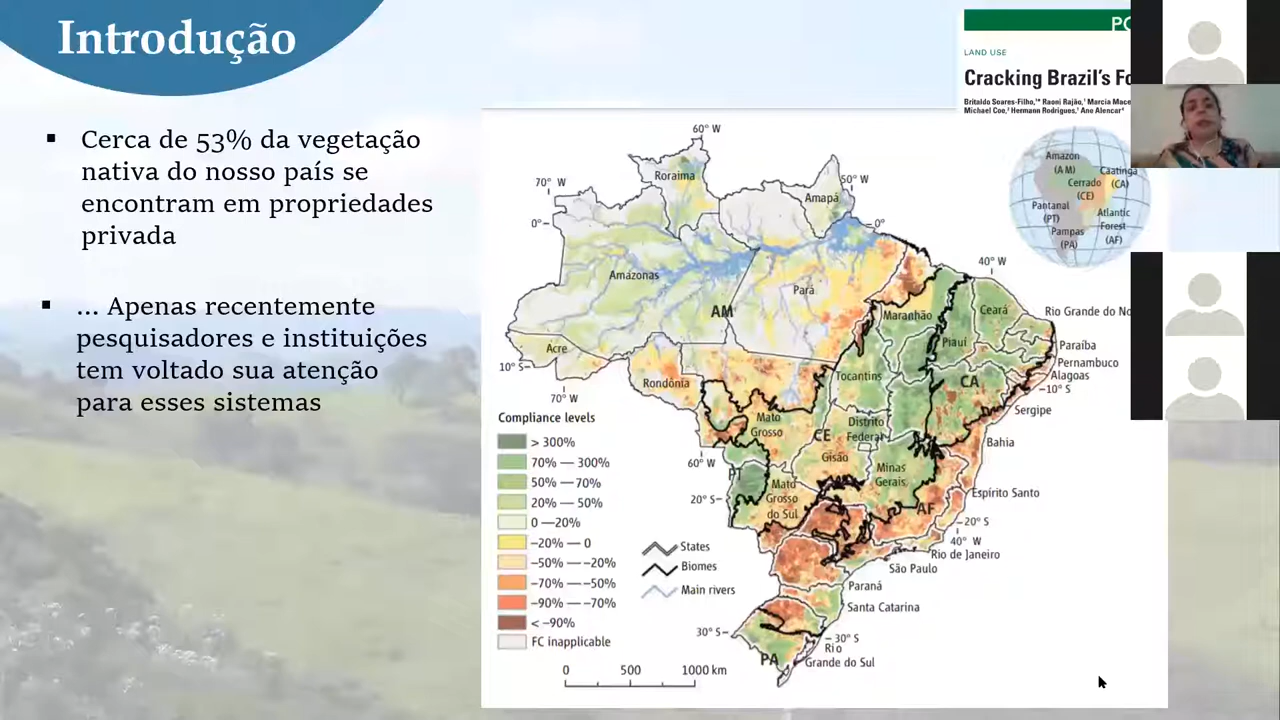 Introdução
▪ Cerca de 53% da vegetação
nativa do nosso país se
encontram em propriedades
privada
▪ ... Apenas recentemente
pesquisadores e instituições
tem voltado sua atenção
para esses sistemas
LAND USE
Cracking Brazil's
Britaldo Soares-Filho,¹* Raoni Rajão,¹ Marcia
Michael Coe,² Hermann Rodrigues,¹ Ane Alencar⁴
Amazon
(AM)
Caatinga
(CA)
Cerrado
(CE)
Pantanal
(PT)
Atlantic
Forest
(AF)
Pampas
(PA)
60° W
70° W
50° W
0°
0°
40° W
Roraima
Amapá
Amazonas
Pará
AM
Maranhão
Ceará
Rio Grande do
Piauí
Paraíba
Pernambuco
Alagoas
10° S
Sergipe
Acre
10° S
70° W
Rondônia
Tocantins
CA
Mato
Grosso
CE
Distrito
Federal
Bahia
60° W
PT
Gisão
Minas
Gerais
Mato
Grosso
do Sul
20° S
AF
Espírito Santo
20° S
40° W
Rio de Janeiro
São Paulo
Paraná
Santa Catarina
30° S
30° S
Rio
Grande do Sul
PA
Compliance levels
> 300%
70% — 300%
50% — 70%
20% — 50%
0 — 20%
−20% — 0
−50% — −20%
−70% — −50%
−90% — −70%
< −90%
FC inapplicable
States
Biomes
Main rivers
0 500 1000 km